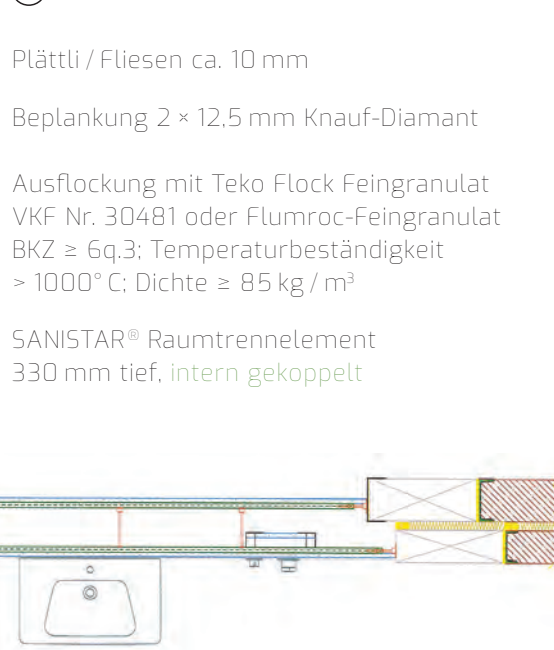 Plättli / Fliesen ca. 10 mm
Beplankung 2 × 12,5 mm Knauf-Diamant
Ausflockung mit Teko Flock Feingranulat
VKF Nr. 30481 oder Flumroc-Feingranulat
BKZ ≥ 6q.3; Temperaturbeständigkeit
> 1000° C; Dichte ≥ 85 kg / m³
SANISTAR® Raumtrennelement
330 mm tief, intern gekoppelt